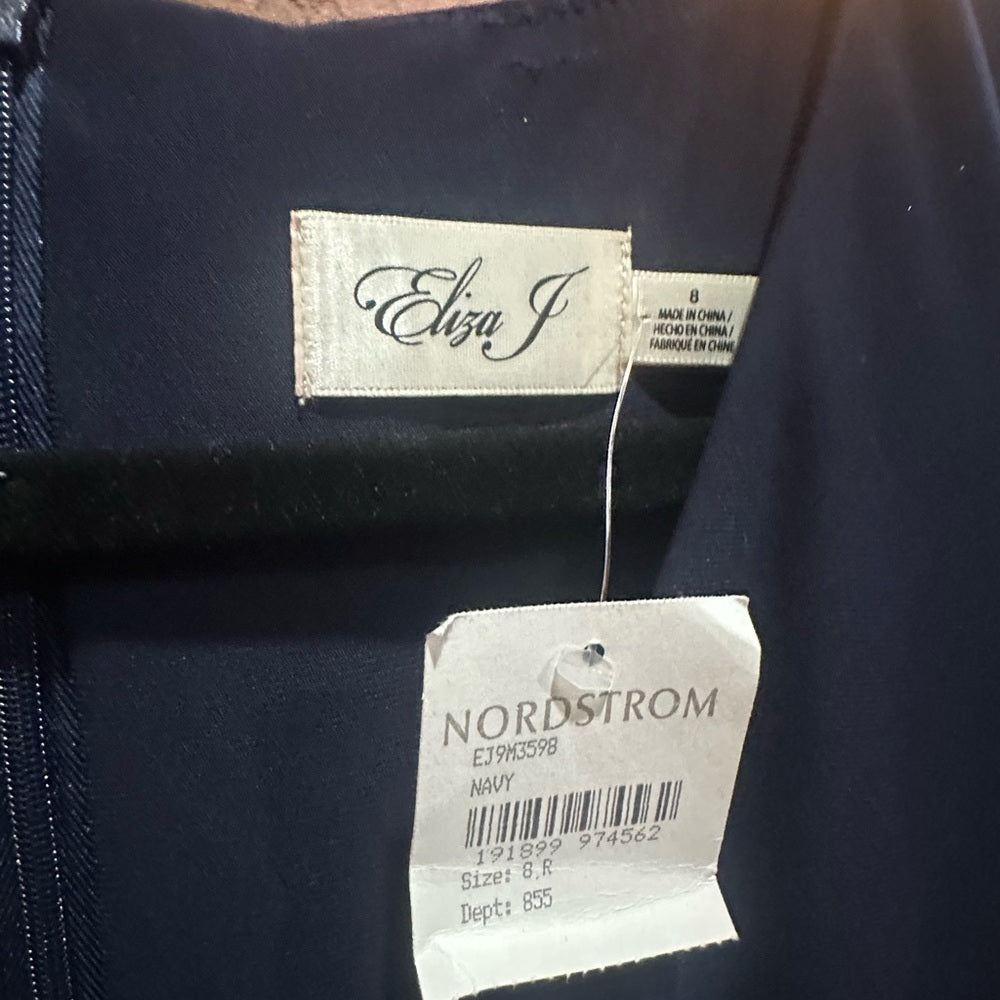 Eliza J
8
MADE IN CHINA /
HECHO EN CHINA /
FABRIQUÉ EN CHINE
NORDSTROM
EJ9M3598
NAVY
191899 974562
Size: 8.R
Dept: 855